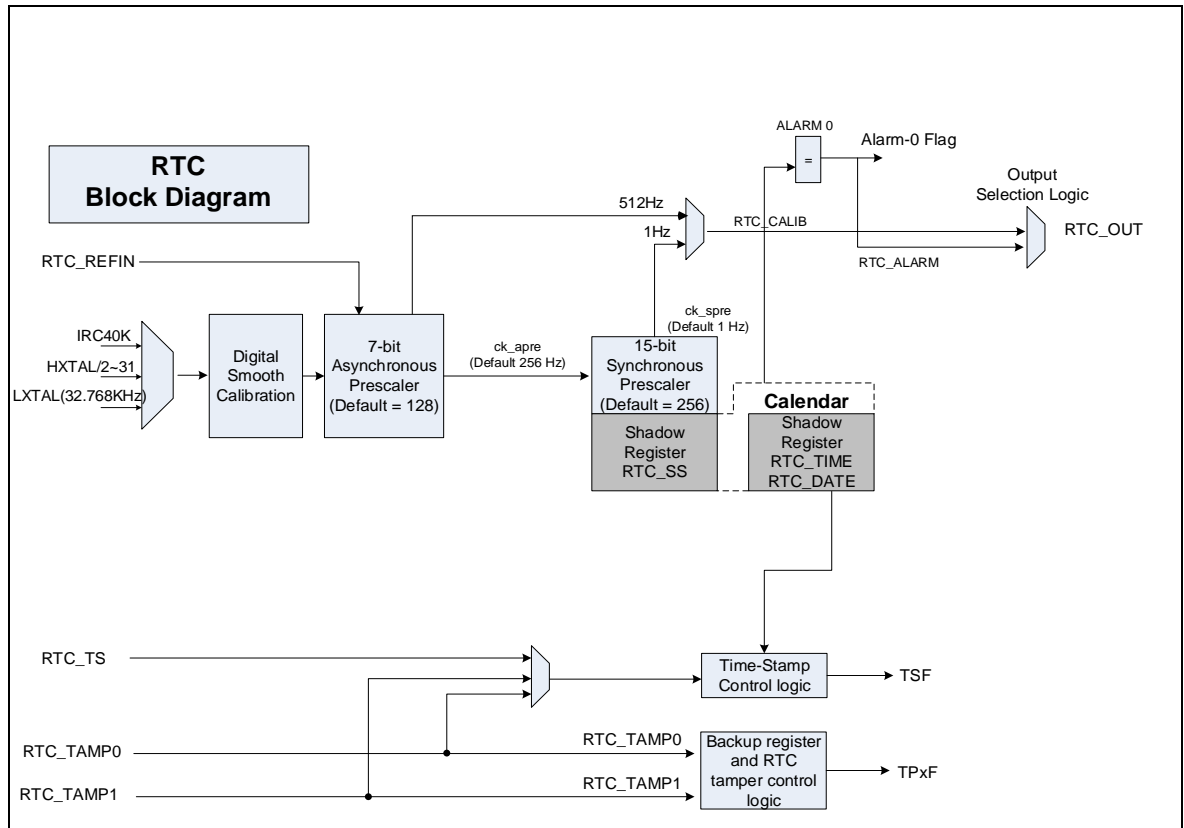 RTC
Block Diagram
ALARM 0
=
Alarm-0 Flag
Output
Selection Logic
512Hz
1Hz
RTC_CALIB
RTC_OUT
RTC_ALARM
RTC_REFIN
IRC40K
HXTAL/2~31
LXTAL(32.768KHz)
Digital
Smooth
Calibration
7-bit
Asynchronous
Prescaler
(Default = 128)
ck_apre
(Default 256 Hz)
ck_spre
(Default 1 Hz)
15-bit
Synchronous
Prescaler
(Default = 256)
Shadow
Register
RTC_SS
Calendar
Shadow
Register
RTC_TIME
RTC_DATE
RTC_TS
Time-Stamp
Control logic
TSF
RTC_TAMP0
RTC_TAMP0
RTC_TAMP1
RTC_TAMP1
Backup register
and RTC
tamper control
logic
TPxF